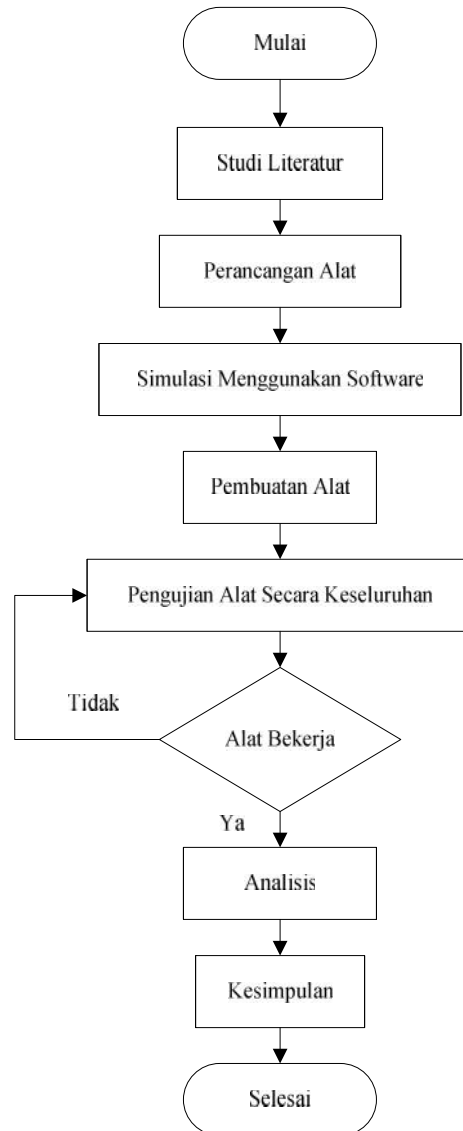 Mulai
Studi Literatur
Perancangan Alat
Simulasi Menggunakan Software
Pembuatan Alat
Pengujian Alat Secara Keseluruhan
Tidak
Alat Bekerja
Ya
Analisis
Kesimpulan
Selesai